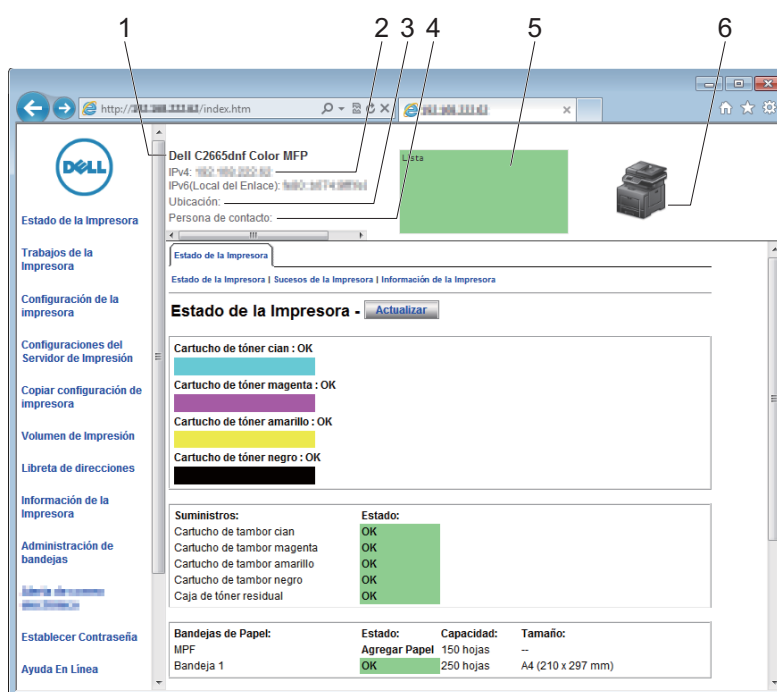 1 2 3 4 5 6
http:// /index.htm
DELL
Dell C2665dnf Color MFP
IPv4:
IPv6(Local del Enlace):
Ubicación:
Persona de contacto:
Lista
Estado de la Impresora
Trabajos de la
Impresora
Configuración de la
impresora
Configuraciones del
Servidor de Impresión
Copiar configuración de
impresora
Volumen de Impresión
Libreta de direcciones
Información de la
Impresora
Administración de
bandejas
Establecer Contraseña
Ayuda En Línea
Estado de la Impresora
Estado de la Impresora | Sucesos de la Impresora | Información de la Impresora
Estado de la Impresora - Actualizar
Cartucho de tóner cian : OK
Cartucho de tóner magenta : OK
Cartucho de tóner amarillo : OK
Cartucho de tóner negro : OK
Suministros: Estado:
Cartucho de tambor cian OK
Cartucho de tambor magenta OK
Cartucho de tambor amarillo OK
Cartucho de tambor negro OK
Caja de tóner residual OK
Bandejas de Papel: Estado: Capacidad: Tamaño:
MPF Agregar Papel 150 hojas --
Bandeja 1 OK 250 hojas A4 (210 x 297 mm)